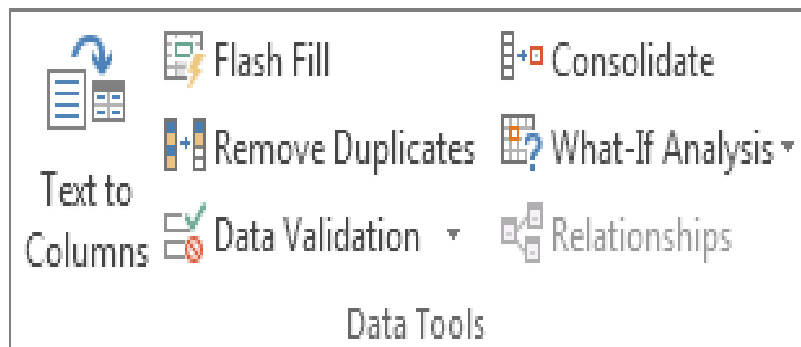 Text to
Columns
Flash Fill
Remove Duplicates
Data Validation
Consolidate
What-If Analysis
Relationships
Data Tools